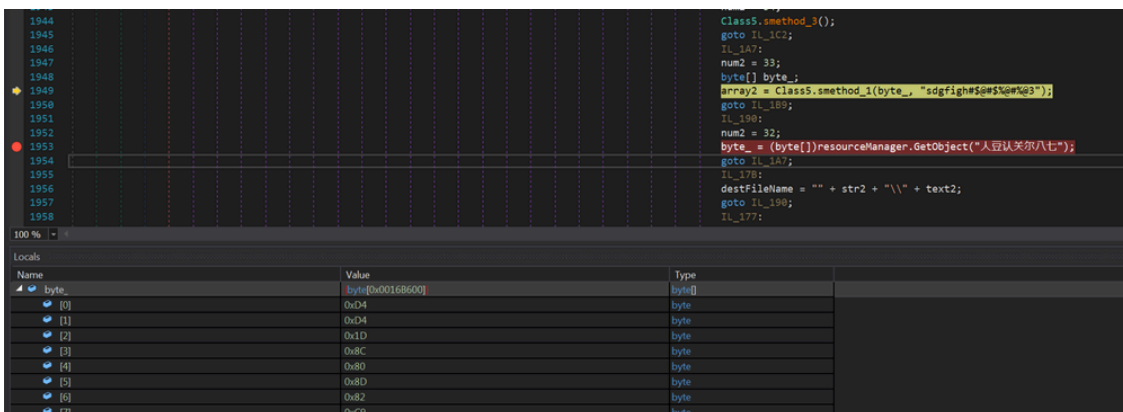 1944 Class5.smethod_3();
1945 goto IL_1C2;
1946 IL_1A7:
1947 num2 = 33;
1948 byte[] byte_;
1949 array2 = Class5.smethod_1(byte_, "sdgfigh#$@#$%@#%@3");
1950 goto IL_1B9;
1951 IL_190:
1952 num2 = 32;
1953 byte_ = (byte[])resourceManager.GetObject("人豆认关尔八七");
1954 goto IL_1A7;
1955 IL_17B:
1956 destFileName = "" + str2 + "\\" + text2;
1957 goto IL_190;
1958 IL_177:
100 %
Locals
Name Value Type
byte_ byte[0x0016B600] byte[]
[0] 0xD4 byte
[1] 0xD4 byte
[2] 0x1D byte
[3] 0x8C byte
[4] 0x80 byte
[5] 0x8D byte
[6] 0x82 byte